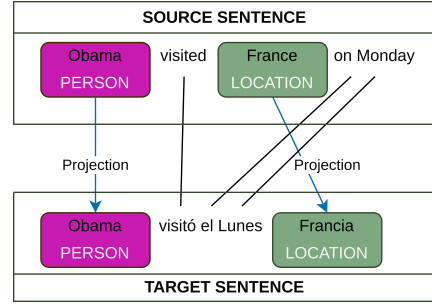 SOURCE SENTENCE
Obama visited France on Monday
PERSON LOCATION
Projection Projection
Obama visitó el Lunes Francia
PERSON LOCATION
TARGET SENTENCE